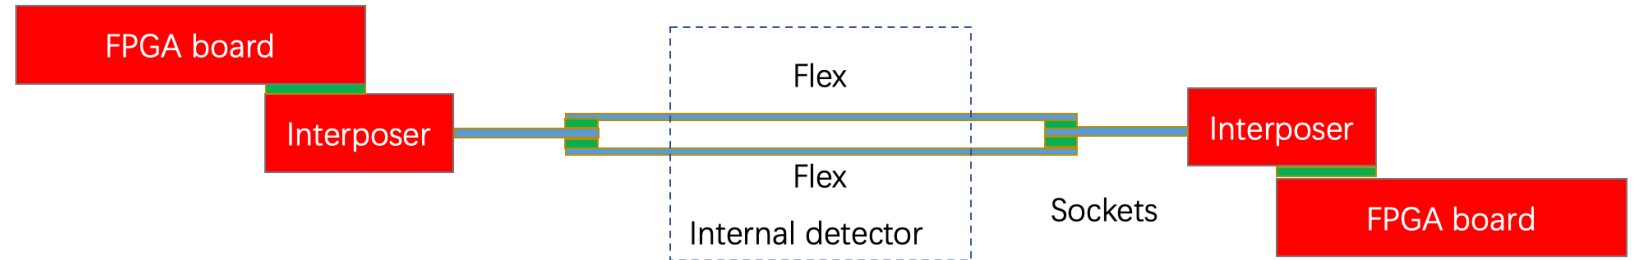 FPGA board
Interposer
Flex
Flex
Internal detector
Sockets
Interposer
FPGA board